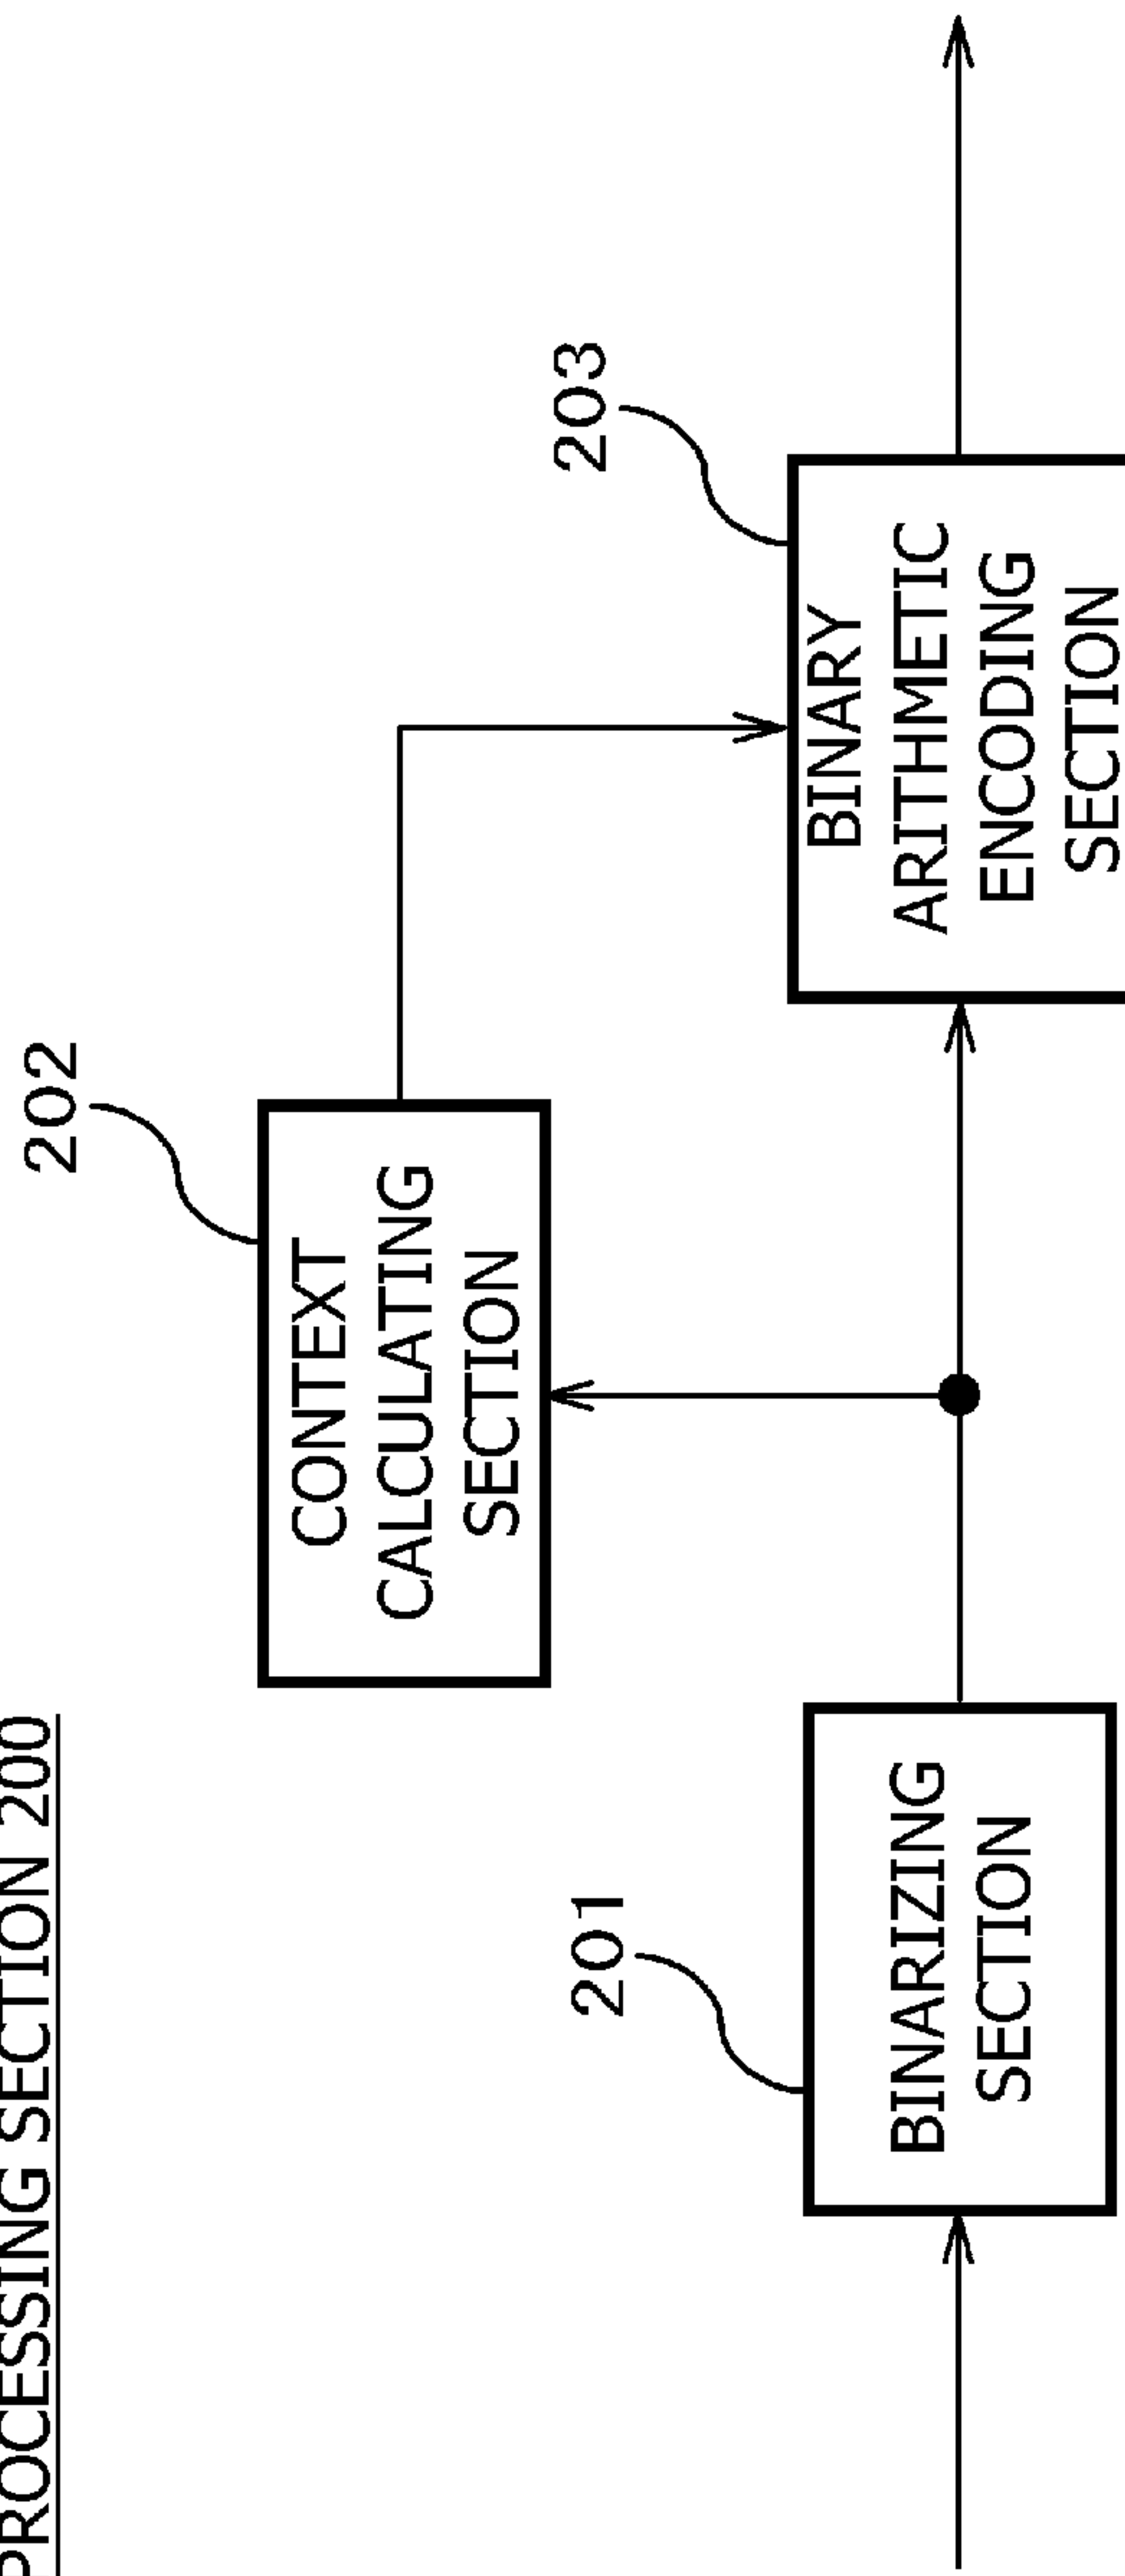 PROCESSING SECTION 200
202
CONTEXT
CALCULATING
SECTION
203
BINARY
ARITHMETIC
ENCODING
SECTION
201
BINARIZING
SECTION